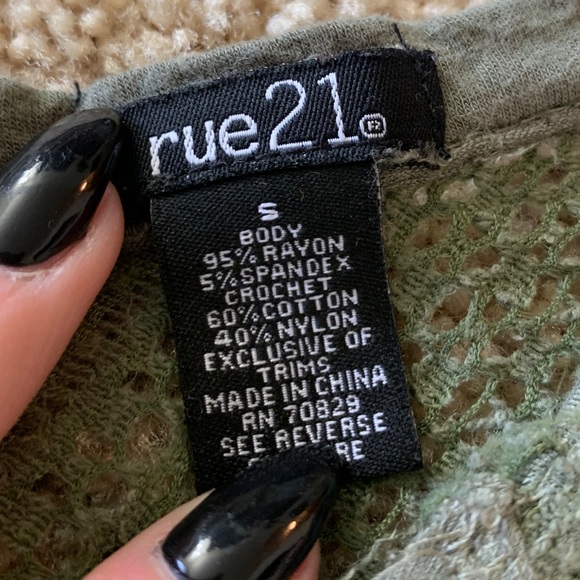 rue21®
S
BODY
95% RAYON
5% SPANDEX
CROCHET
60% COTTON
40% NYLON
EXCLUSIVE OF
TRIMS
MADE IN CHINA
RN 70829
SEE REVERSE